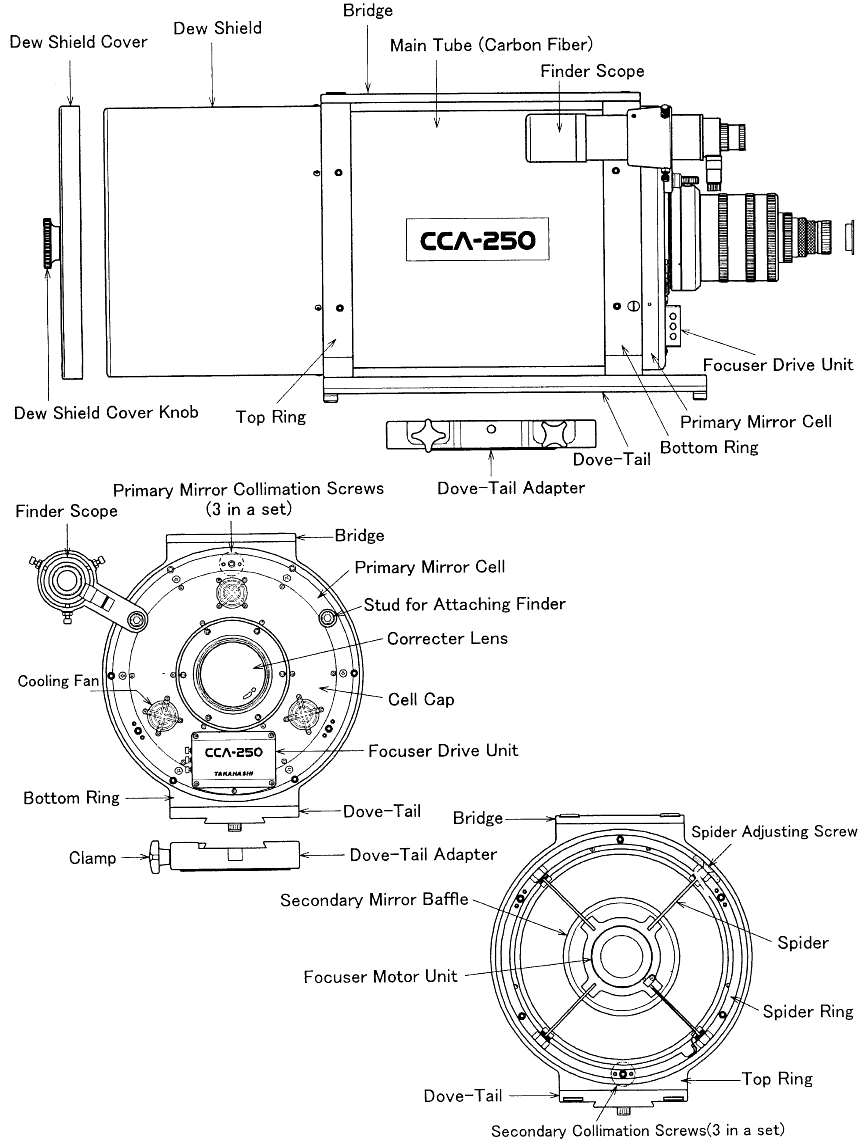 Bridge
Dew Shield Cover
Dew Shield
Main Tube (Carbon Fiber)
Finder Scope
CCA-250
Focuser Drive Unit
Dew Shield Cover Knob
Top Ring
Primary Mirror Cell
Bottom Ring
Dove-Tail
Dove-Tail Adapter
Primary Mirror Collimation Screws
(3 in a set)
Finder Scope
Bridge
Primary Mirror Cell
Stud for Attaching Finder
Correcter Lens
Cooling Fan
Cell Cap
CCA-250
Focuser Drive Unit
TAKAHASHI
Bottom Ring
Dove-Tail
Clamp
Dove-Tail Adapter
Bridge
Spider Adjusting Screw
Secondary Mirror Baffle
Spider
Focuser Motor Unit
Spider Ring
Top Ring
Dove-Tail
Secondary Collimation Screws(3 in a set)